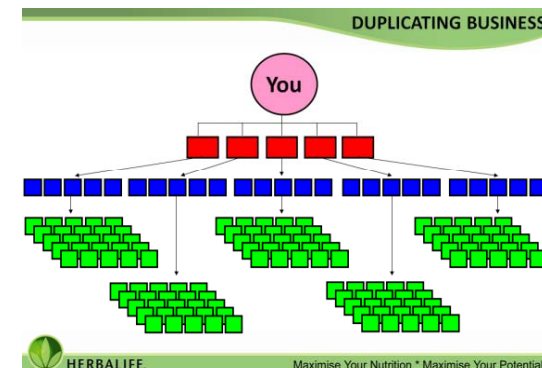 DUPLICATING BUSINESS
You
HERBALIFE.
Maximise Your Nutrition * Maximise Your Potential